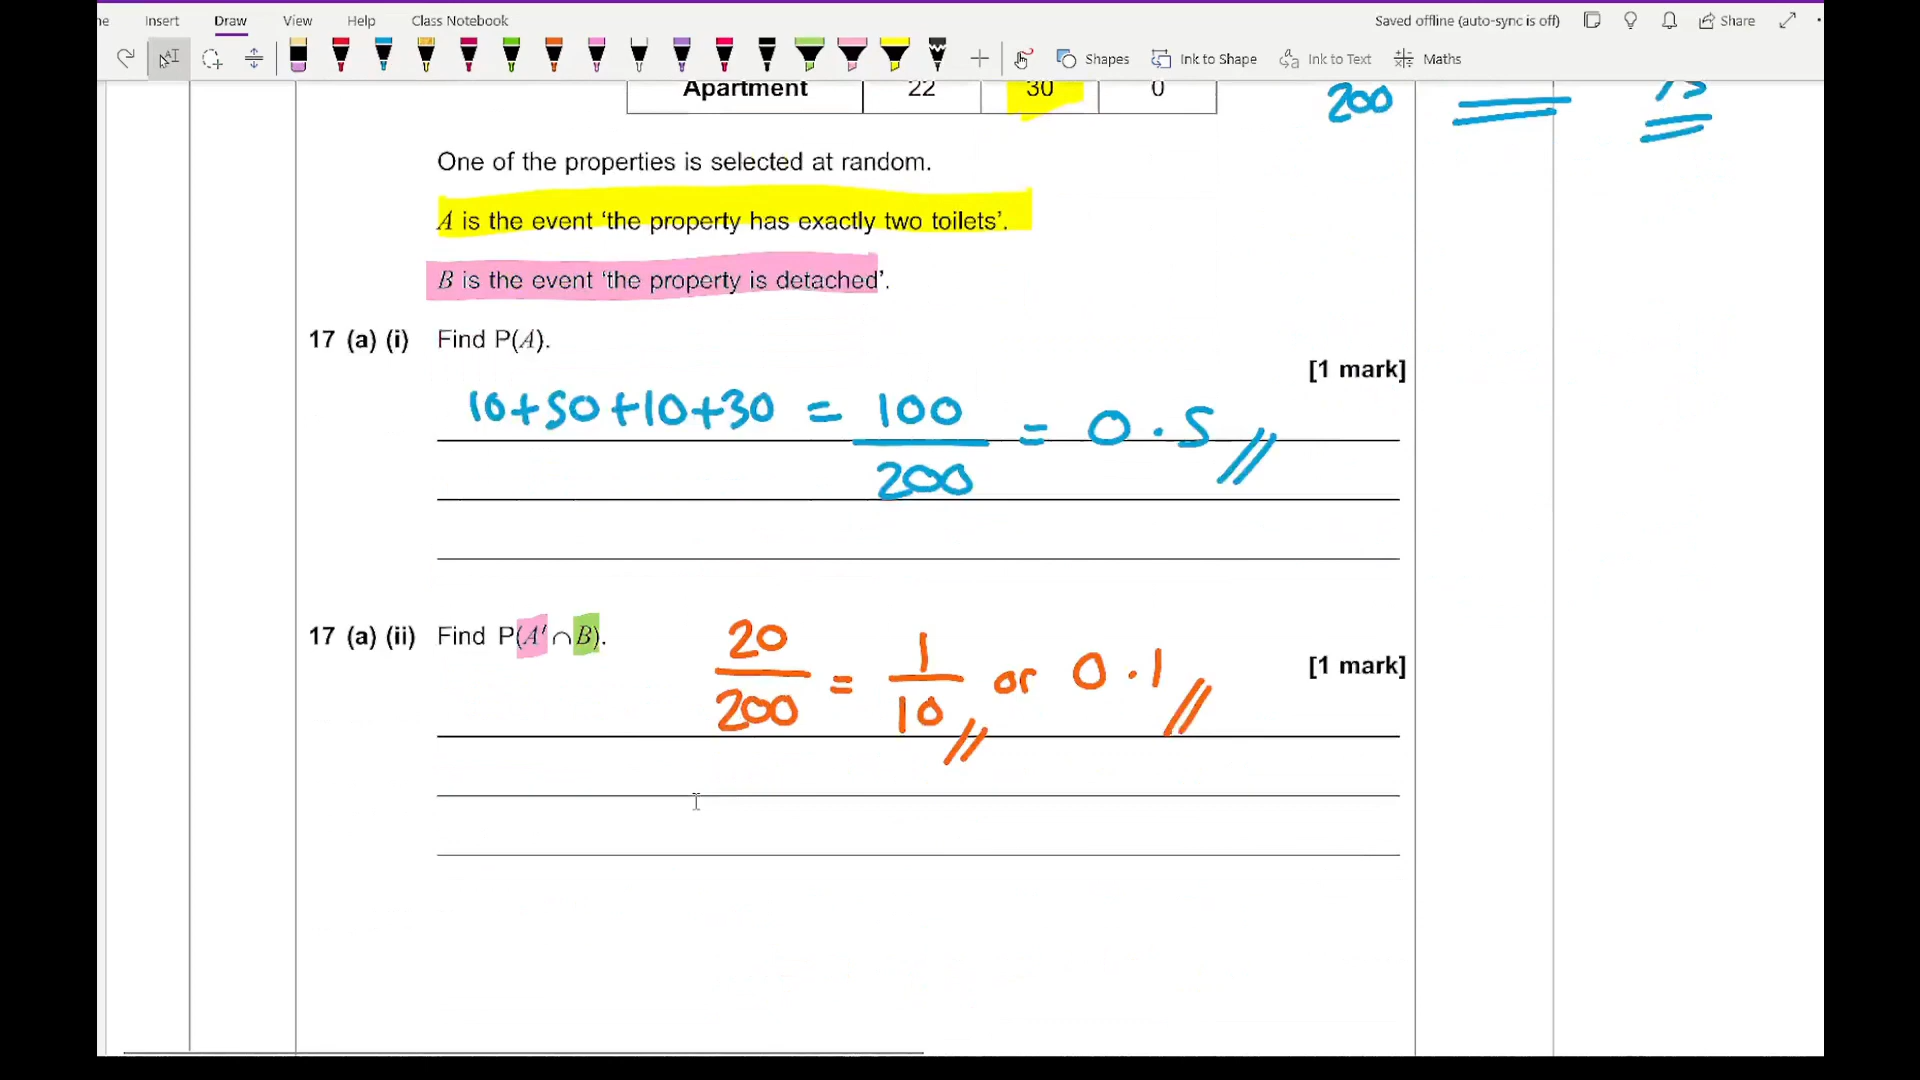 Insert Draw View Help Class Notebook Saved offline (auto-sync is off) Share
Shapes Ink to Shape Ink to Text Maths
Apartment 22 30 0
200
One of the properties is selected at random.
A is the event ‘the property has exactly two toilets’.
B is the event ‘the property is detached’.
17 (a) (i) Find P(A).
[1 mark]
10+50+10+30 = 100/200 = 0.5
17 (a) (ii) Find P(A′∩B).
20/200 = 1/10 or 0.1
[1 mark]